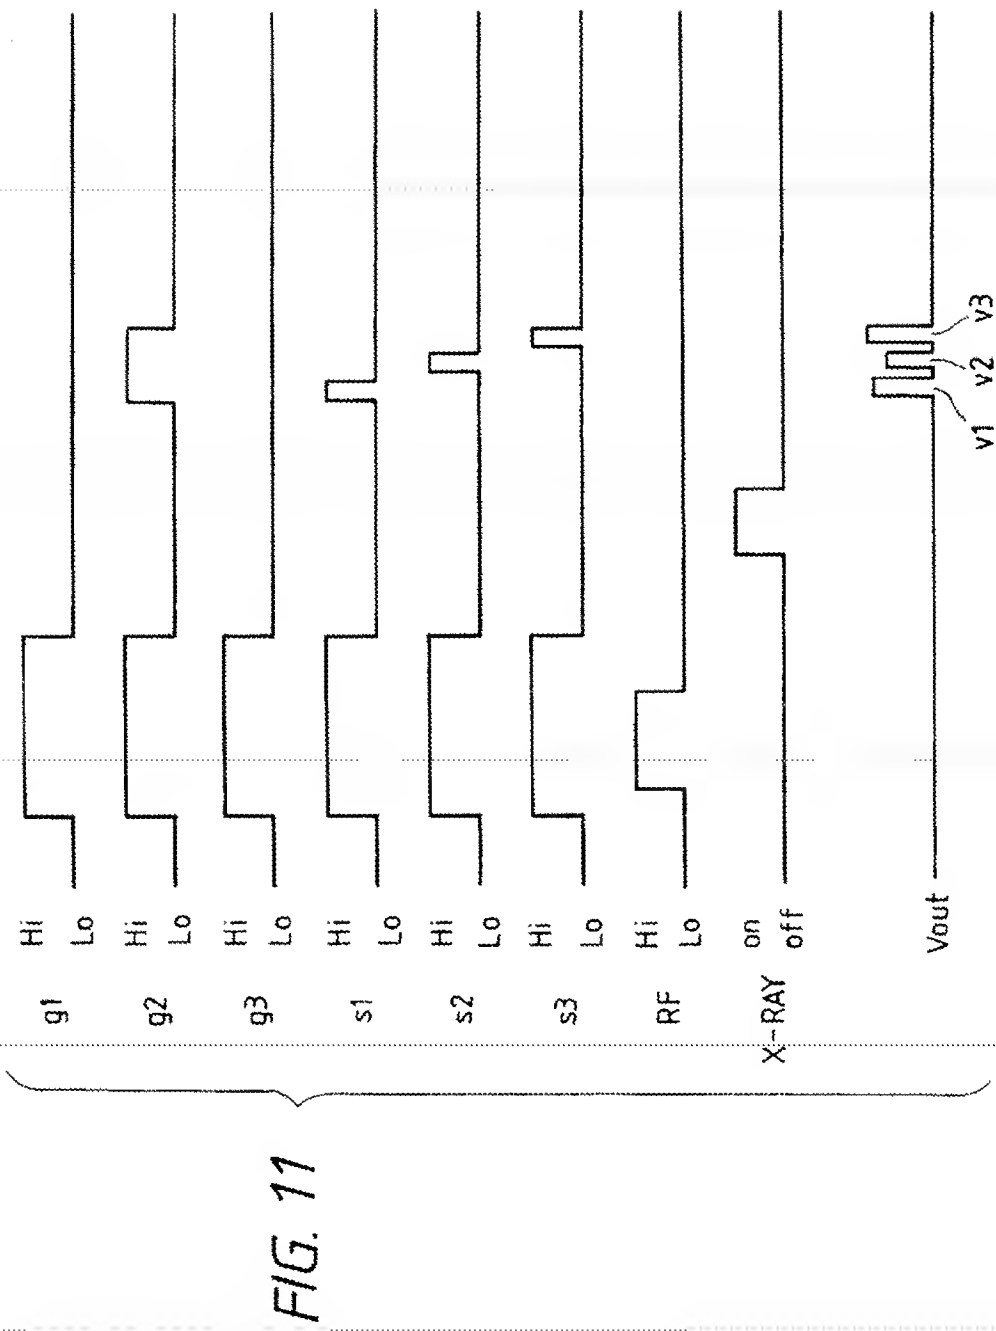 FIG. 11
g1 Hi
Lo
g2 Hi
Lo
g3 Hi
Lo
s1 Hi
Lo
s2 Hi
Lo
s3 Hi
Lo
RF Hi
Lo
X-RAY on
off
Vout
v1 v2 v3